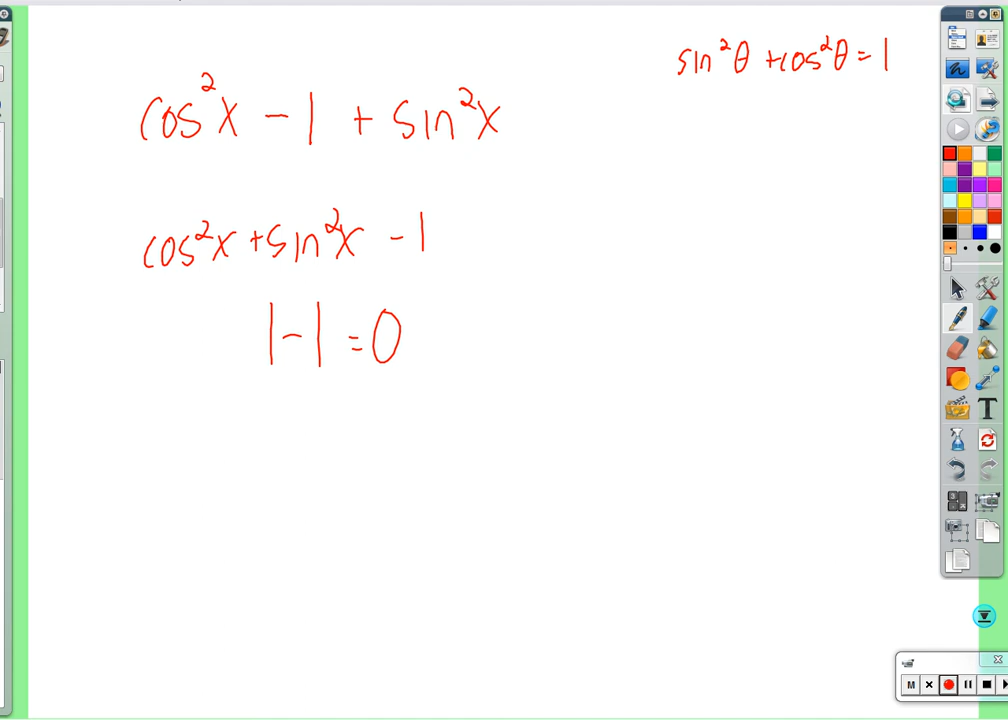 sin²θ + cos²θ = 1
cos²x - 1 + sin²x
cos²x + sin²x - 1
1 - 1 = 0
T
M